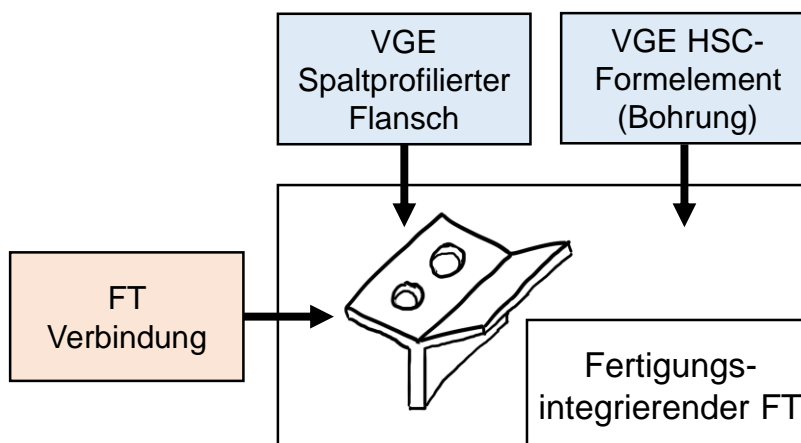 VGE
Spaltprofilierter
Flansch
VGE HSC-
Formelement
(Bohrung)
FT
Verbindung
Fertigungs-
integrierender FT